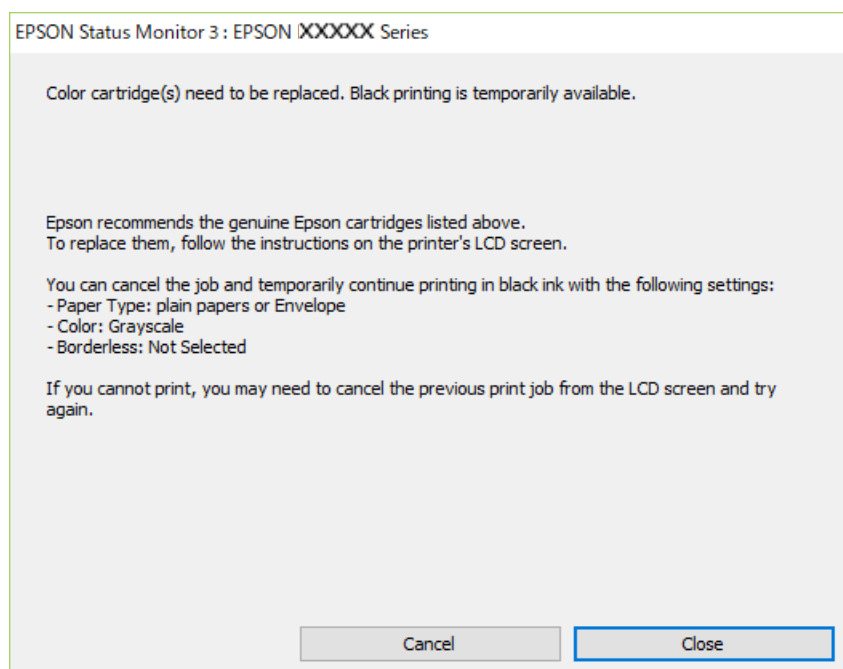 EPSON Status Monitor 3 : EPSON XXXXX Series
Color cartridge(s) need to be replaced. Black printing is temporarily available.
Epson recommends the genuine Epson cartridges listed above.
To replace them, follow the instructions on the printer's LCD screen.
You can cancel the job and temporarily continue printing in black ink with the following settings:
- Paper Type: plain papers or Envelope
- Color: Grayscale
- Borderless: Not Selected
If you cannot print, you may need to cancel the previous print job from the LCD screen and try
again.
Cancel
Close